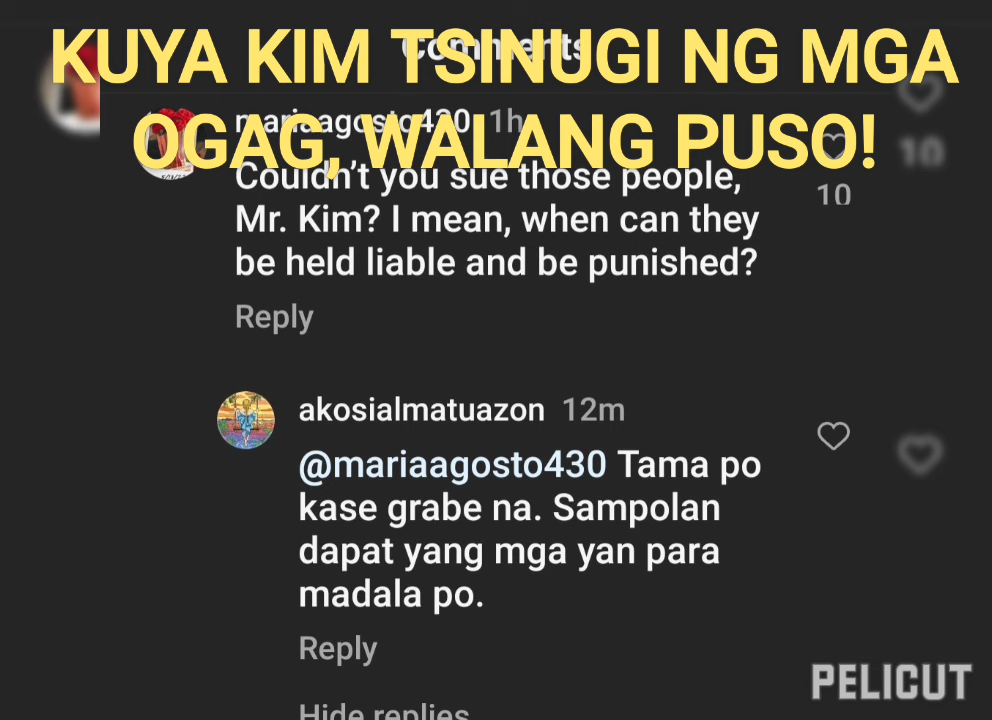 KUYA KIM TSINUGI NG MGA
OGAG, WALANG PUSO!
Comments
mariaagosto430 1h
Couldn't you sue those people,
Mr. Kim? I mean, when can they
be held liable and be punished?
10
10
Reply
akosialmatuazon 12m
@mariaagosto430 Tama po
kase grabe na. Sampolan
dapat yang mga yan para
madala po.
Reply
Hide replies
PELICUT